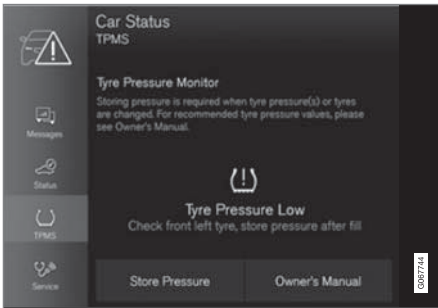 Car Status
TPMS
Tyre Pressure Monitor
Storing pressure is required when tyre pressure(s) or tyres
are changed. For recommended tyre pressure values, please
see Owner's Manual.
Messages
Status
TPMS
Service
Tyre Pressure Low
Check front left tyre, store pressure after fill
Store Pressure
Owner's Manual
G067744